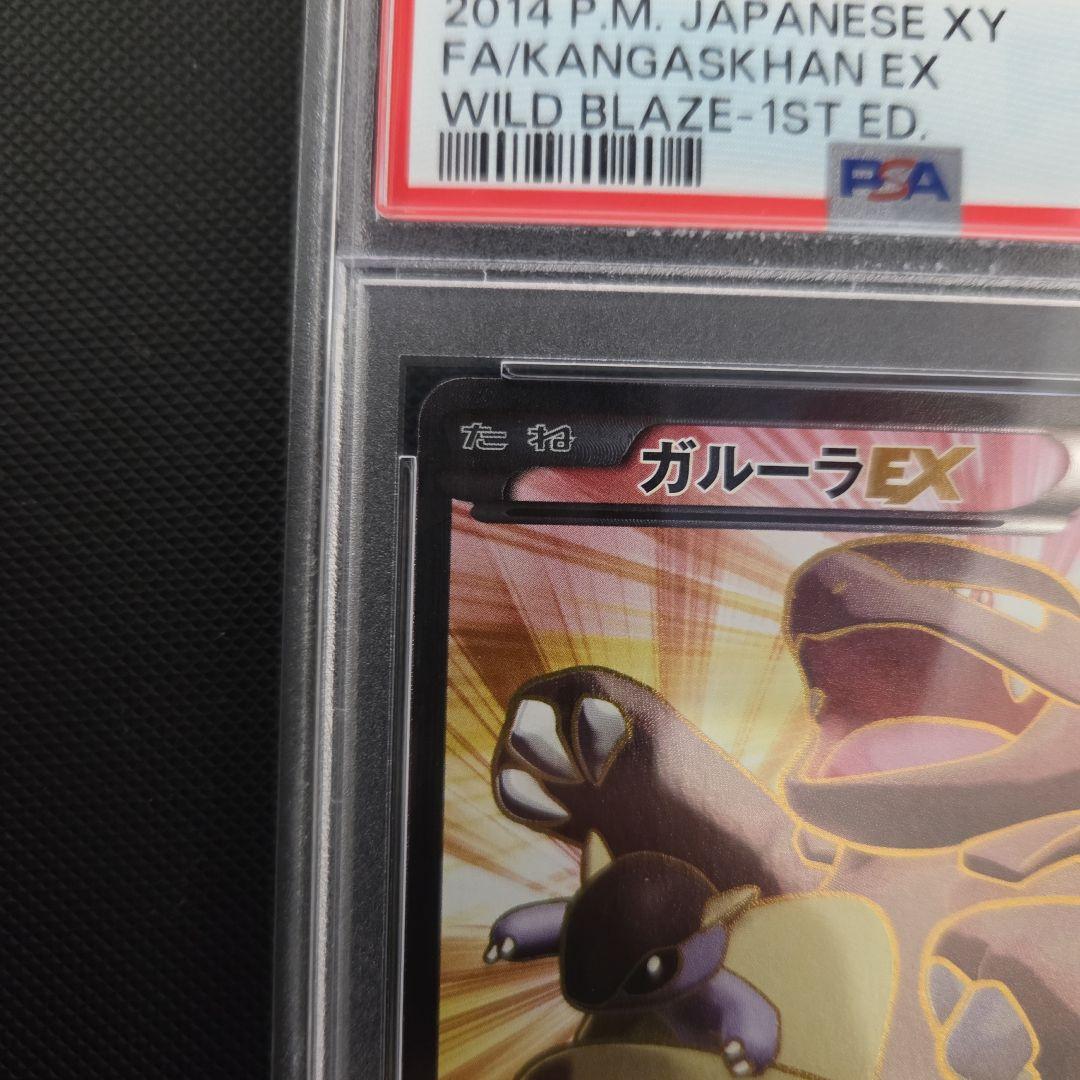 2014 P.M. JAPANESE XY
FA/KANGASKHAN EX
WILD BLAZE-1ST ED.
PSA
たね
ガルーラEX